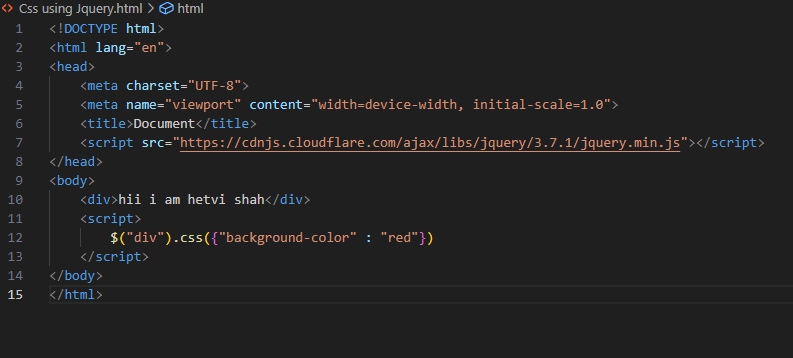 Css using Jquery.html > html
1 <!DOCTYPE html>
2 <html lang="en">
3 <head>
4     <meta charset="UTF-8">
5     <meta name="viewport" content="width=device-width, initial-scale=1.0">
6     <title>Document</title>
7     <script src="https://cdnjs.cloudflare.com/ajax/libs/jquery/3.7.1/jquery.min.js"></script>
8 </head>
9 <body>
10     <div>hii i am hetvi shah</div>
11     <script>
12         $("div").css({"background-color" : "red"})
13     </script>
14 </body>
15 </html>